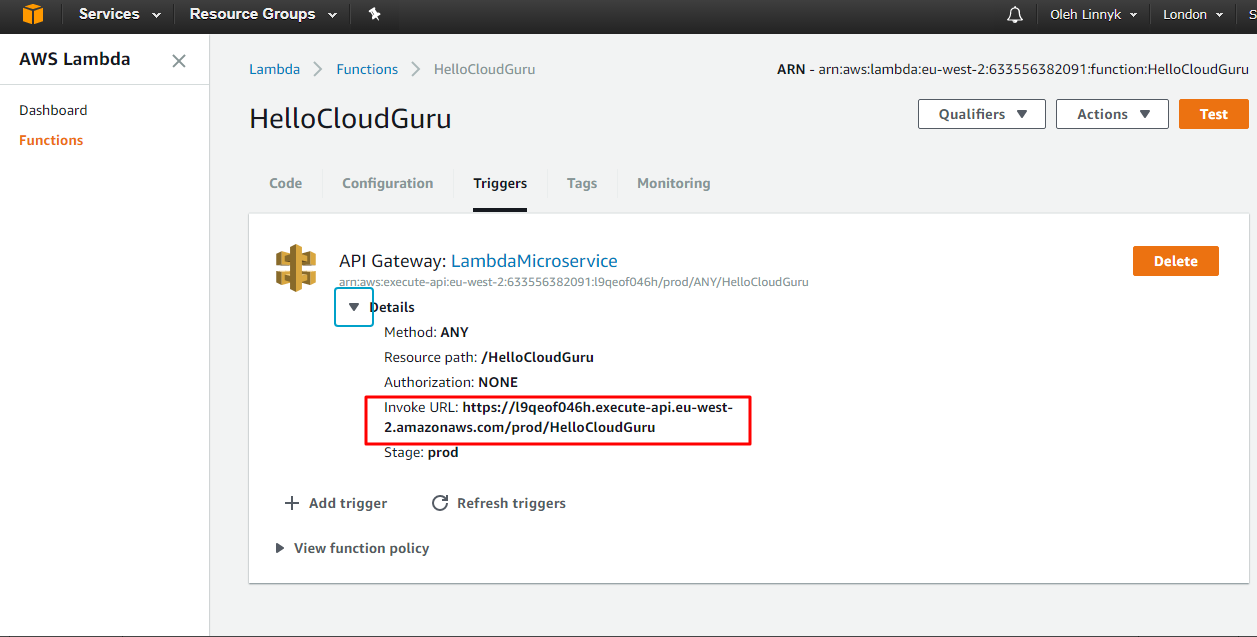 Services
Resource Groups
Oleh Linnyk
London
S
AWS Lambda
Dashboard
Functions
Lambda
Functions
HelloCloudGuru
ARN - arn:aws:lambda:eu-west-2:633556382091:function:HelloCloudGuru
HelloCloudGuru
Qualifiers
Actions
Test
Code
Configuration
Triggers
Tags
Monitoring
API Gateway: LambdaMicroservice
arn:aws:execute-api:eu-west-2:633556382091:l9qeof046h/prod/ANY/HelloCloudGuru
Delete
Details
Method: ANY
Resource path: /HelloCloudGuru
Authorization: NONE
Invoke URL: https://l9qeof046h.execute-api.eu-west-
2.amazonaws.com/prod/HelloCloudGuru
Stage: prod
Add trigger
Refresh triggers
View function policy